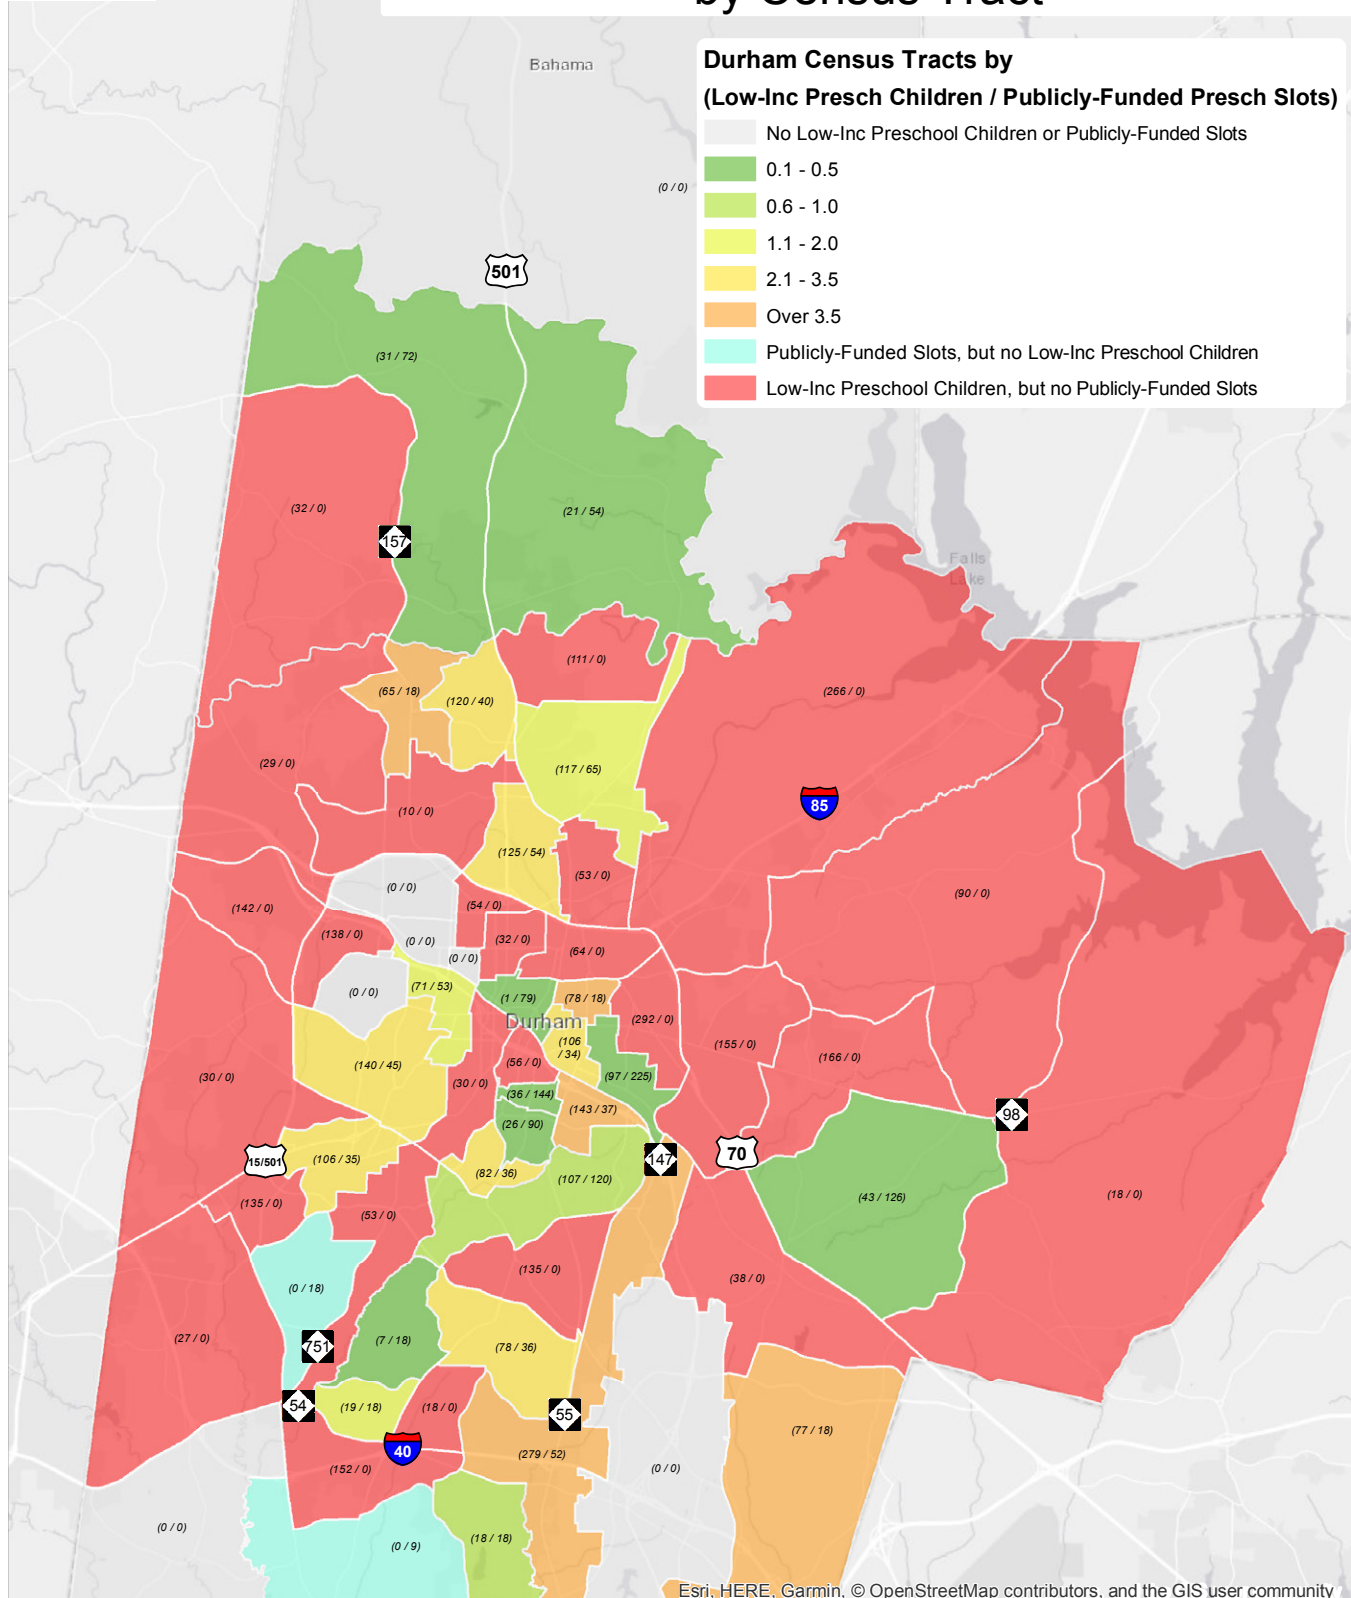 by Census Tract
Durham Census Tracts by
(Low-Inc Presch Children / Publicly-Funded Presch Slots)
No Low-Inc Preschool Children or Publicly-Funded Slots
0.1 - 0.5
0.6 - 1.0
1.1 - 2.0
2.1 - 3.5
Over 3.5
Publicly-Funded Slots, but no Low-Inc Preschool Children
Low-Inc Preschool Children, but no Publicly-Funded Slots
Bahama
(0 / 0)
501
(31 / 72)
(32 / 0)
(21 / 54)
157
Falls
Lake
(111 / 0)
(65 / 18)
(120 / 40)
(266 / 0)
(29 / 0)
(117 / 65)
85
(10 / 0)
(125 / 54)
(53 / 0)
(0 / 0)
(90 / 0)
(142 / 0)
(54 / 0)
(138 / 0)
(0 / 0)
(32 / 0)
(64 / 0)
(0 / 0)
(0 / 0)
(71 / 53)
(1 / 79)
(78 / 18)
Durham
(292 / 0)
(106
/ 34)
(155 / 0)
(166 / 0)
(140 / 45)
(56 / 0)
(30 / 0)
(30 / 0)
(97 / 225)
(36 / 144)
(143 / 37)
(26 / 90)
98
15/501
(106 / 35)
147
70
(82 / 36)
(107 / 120)
(43 / 126)
(18 / 0)
(135 / 0)
(53 / 0)
(135 / 0)
(38 / 0)
(0 / 18)
(27 / 0)
751
(7 / 18)
(78 / 36)
54
(19 / 18)
(18 / 0)
55
(77 / 18)
40
(279 / 52)
(152 / 0)
(0 / 0)
(0 / 0)
(0 / 9)
(18 / 18)
Esri, HERE, Garmin, © OpenStreetMap contributors, and the GIS user community